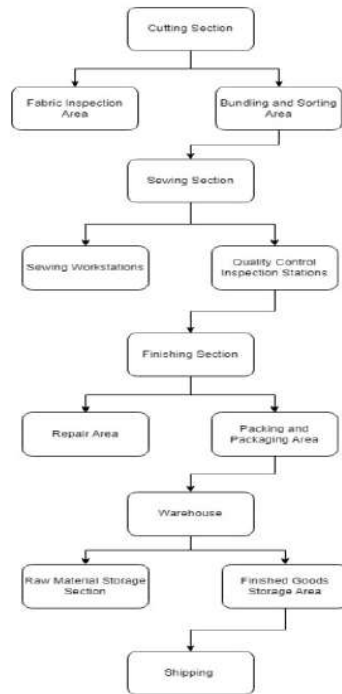 Cutting Section
Fabric Inspection
Area
Bundling and Sorting
Area
Sewing Section
Sewing Workstations
Quality Control
Inspection Stations
Finishing Section
Repair Area
Packing and
Packaging Area
Warehouse
Raw Material Storage
Section
Finished Goods
Storage Area
Shipping